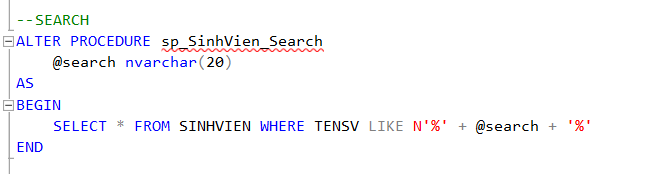 --SEARCH
ALTER PROCEDURE sp_SinhVien_Search
@search nvarchar(20)
AS
BEGIN
SELECT * FROM SINHVIEN WHERE TENSV LIKE N'%' + @search + '%'
END